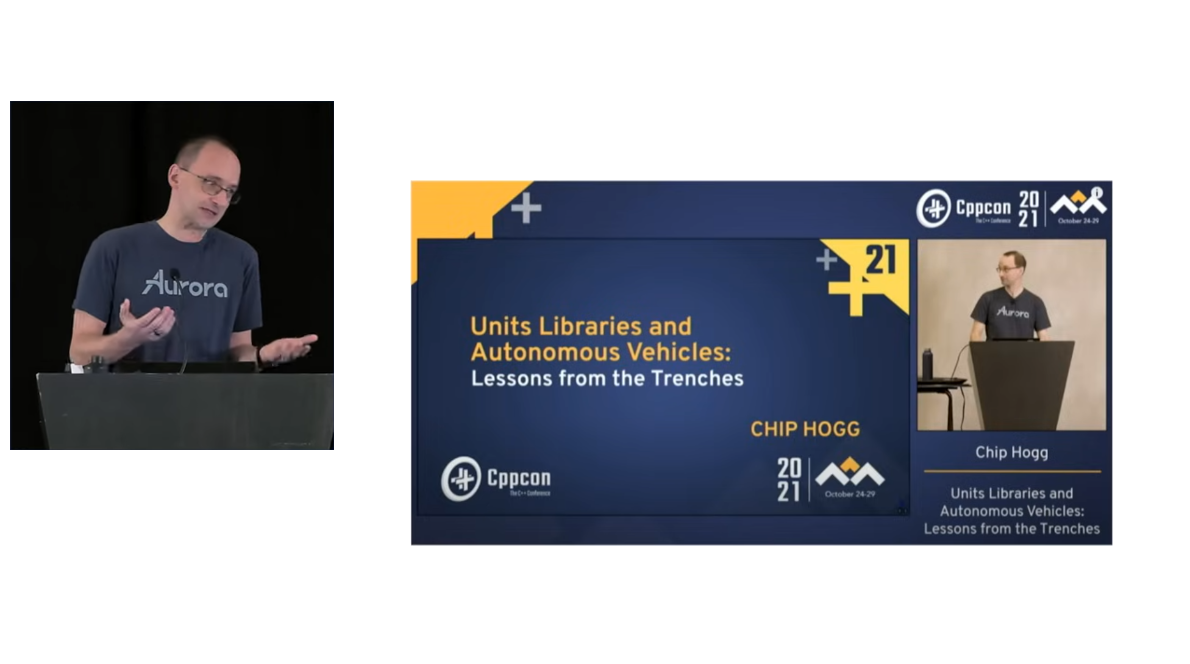 Aurora
21
Units Libraries and
Autonomous Vehicles:
Lessons from the Trenches
CHIP HOGG
Cppcon
The C++ Conference
20
21
October 24-29
Cppcon
The C++ Conference
20
21
October 24-29
Aurora
Chip Hogg
Units Libraries and
Autonomous Vehicles:
Lessons from the Trenches